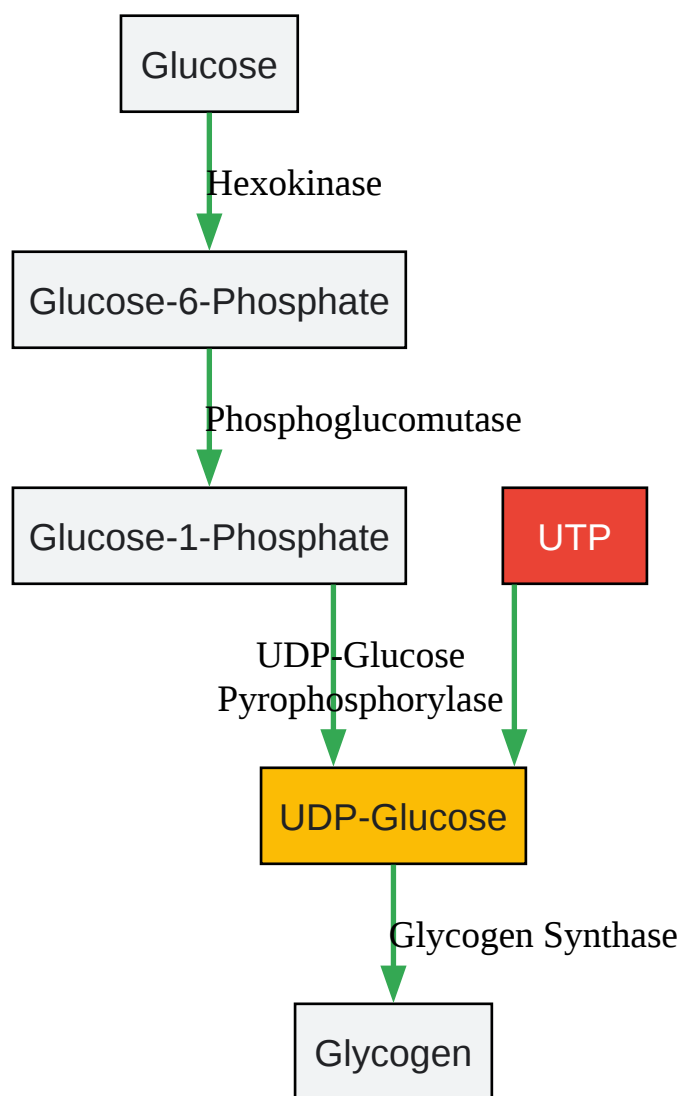 Glucose
Hexokinase
Glucose-6-Phosphate
Phosphoglucomutase
Glucose-1-Phosphate
UTP
UDP-Glucose
Pyrophosphorylase
UDP-Glucose
Glycogen Synthase
Glycogen